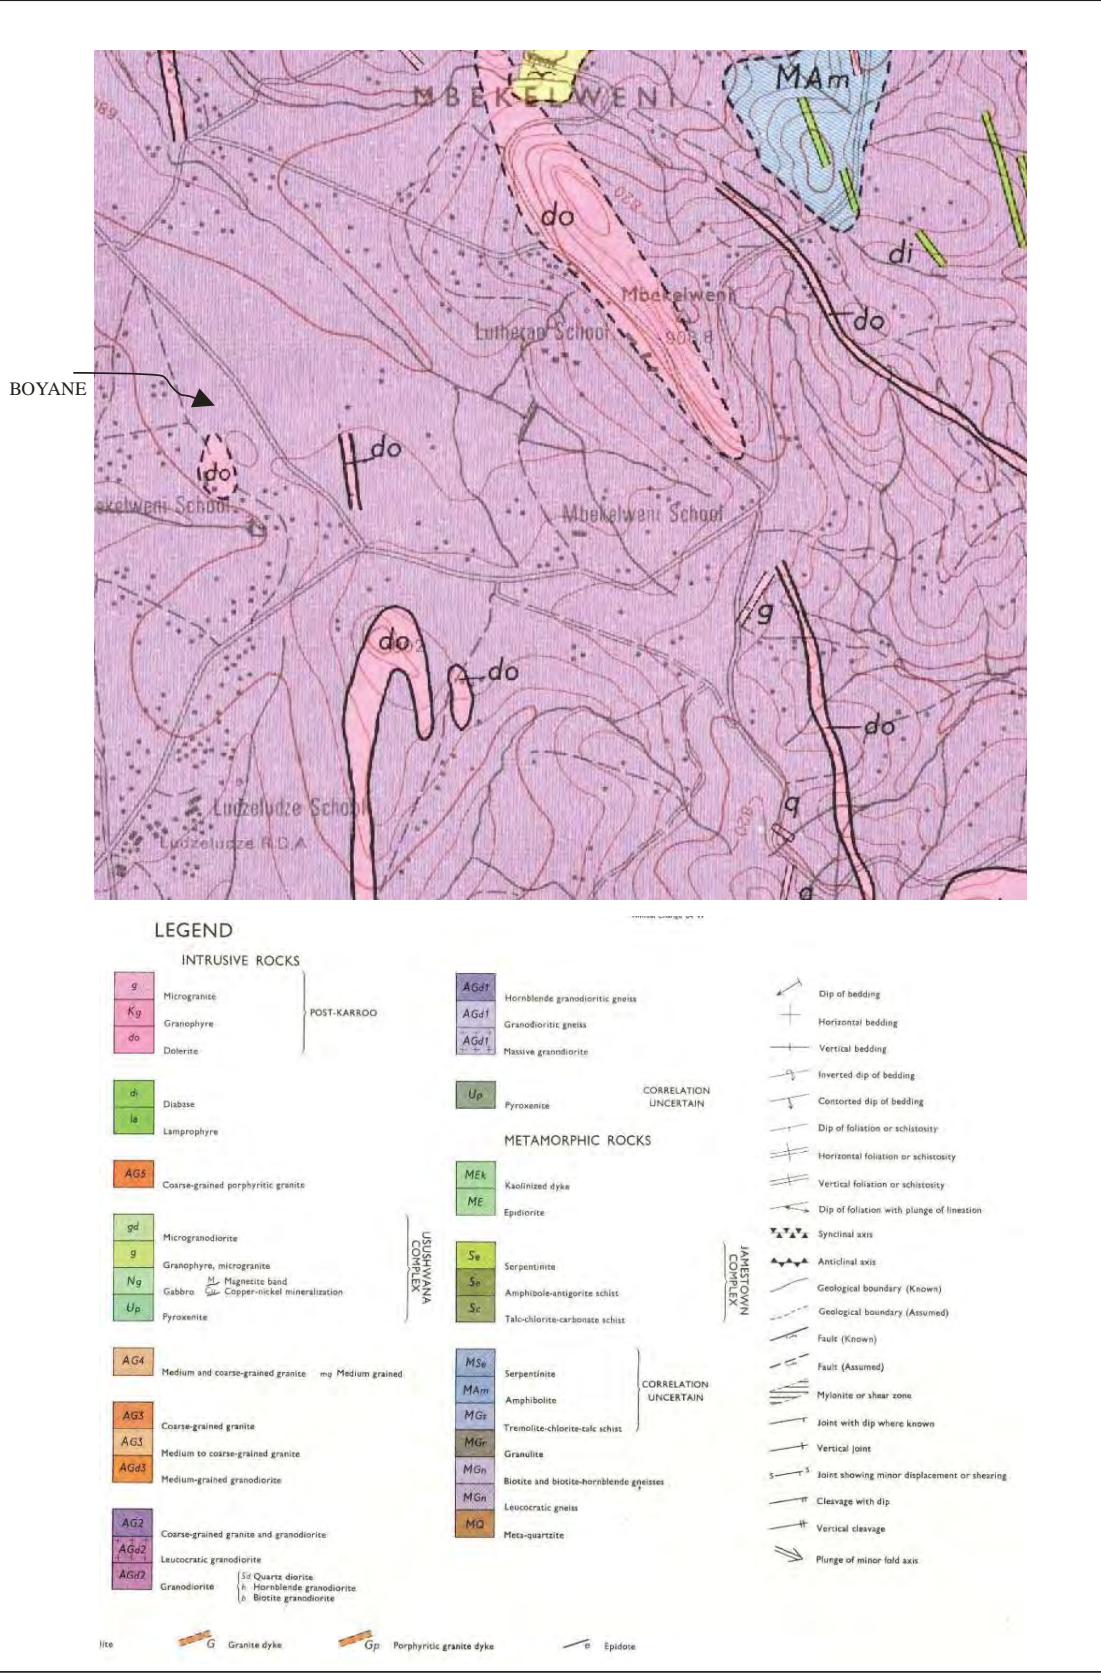 MBEKELWENI
MAm
do
820
di
Mbekelweni
do
Lutheran School
908,8
BOYANE
do
do
Mbekelweni School
g
do
do
do
g
820
Ludzeludze School
Ludzeludze R.D.A
g
LEGEND
INTRUSIVE ROCKS
g Microgranite
Kg Granophyre
do Dolerite
POST-KARROO
di Diabase
la Lamprophyre
AG5 Coarse-grained porphyritic granite
gd Microgranodiorite
g Granophyre, microgranite
Ng Gabbro M Magnetite band
Cu Copper-nickel mineralization
Up Pyroxenite
USUSHWANA
COMPLEX
AG4 Medium and coarse-grained granite mg Medium grained
AG3 Coarse-grained granite
AG3 Medium to coarse-grained granite
AGd3 Medium-grained granodiorite
AG2 Coarse-grained granite and granodiorite
AGd2 Leucocratic granodiorite
AGd2 Granodiorite
Sd Quartz diorite
h Hornblende granodiorite
b Biotite granodiorite
AGd1 Hornblende granodioritic gneiss
AGd1 Granodioritic gneiss
AGd1 Massive granodiorite
Up Pyroxenite
CORRELATION
UNCERTAIN
METAMORPHIC ROCKS
MEk Kaolinized dyke
ME Epidiorite
Se Serpentinite
So Amphibole-antigorite schist
Sc Talc-chlorite-carbonate schist
JAMESTOWN
COMPLEX
MSe Serpentinite
MAm Amphibolite
MGs Tremolite-chlorite-talc schist
CORRELATION
UNCERTAIN
MGr Granulite
MGn Biotite and biotite-hornblende gneisses
MGn Leucocratic gneiss
MQ Meta-quartzite
Dip of bedding
Horizontal bedding
Vertical bedding
Inverted dip of bedding
Contorted dip of bedding
Dip of foliation or schistosity
Horizontal foliation or schistosity
Vertical foliation or schistosity
Dip of foliation with plunge of lineation
Synclinal axis
Anticlinal axis
Geological boundary (Known)
Geological boundary (Assumed)
Fault (Known)
Fault (Assumed)
Mylonite or shear zone
Joint with dip where known
Vertical joint
Joint showing minor displacement or shearing
Cleavage with dip
Vertical cleavage
Plunge of minor fold axis
lite
G Granite dyke
Gp Porphyritic granite dyke
e Epidote